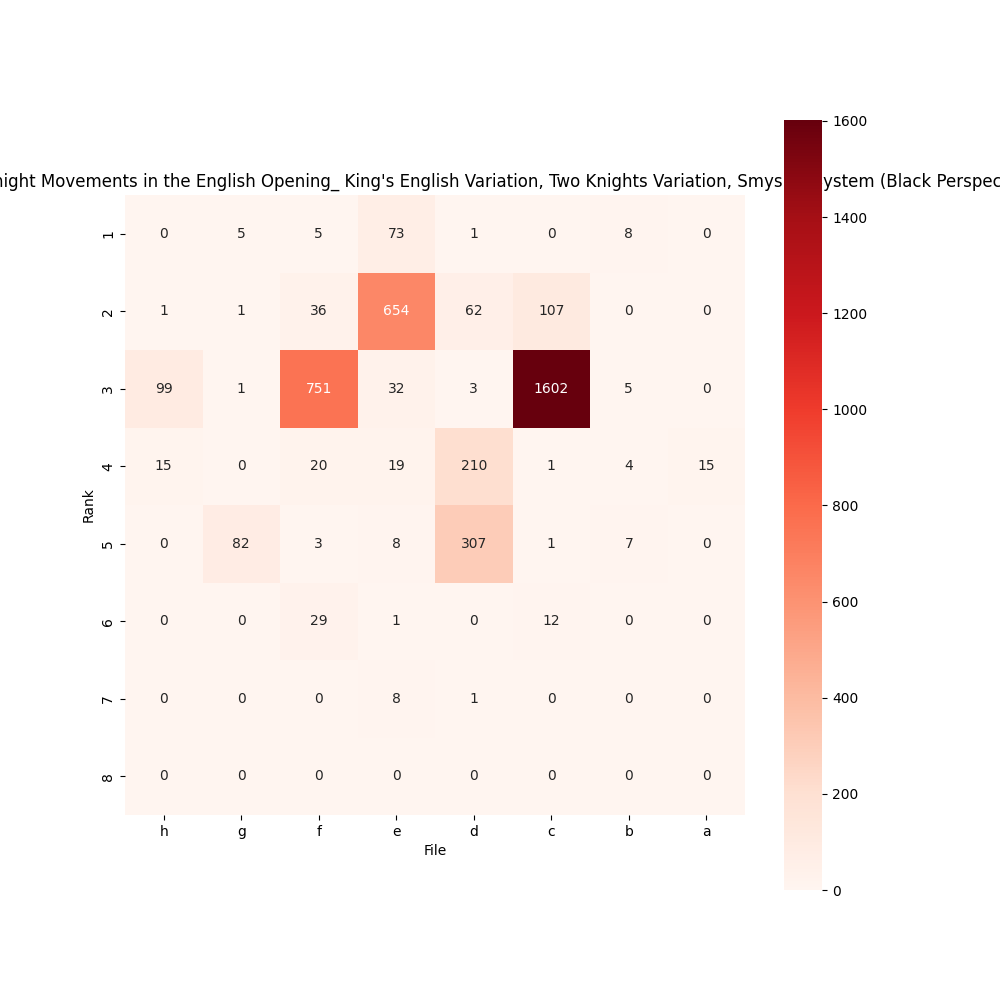 1600
night Movements in the English Opening_ King's English Variation, Two Knights Variation, Smys ystem (Black Perspec
1400
1 0 5 5 73 1 0 8 0
1200
2 1 1 36 654 62 107 0 0
1000
3 99 1 751 32 3 1602 5 0
4 15 0 20 19 210 1 4 15
800
Rank
5 0 82 3 8 307 1 7 0
600
6 0 0 29 1 0 12 0 0
400
7 0 0 0 8 1 0 0 0
200
8 0 0 0 0 0 0 0 0
h g f e d c b a
File
0